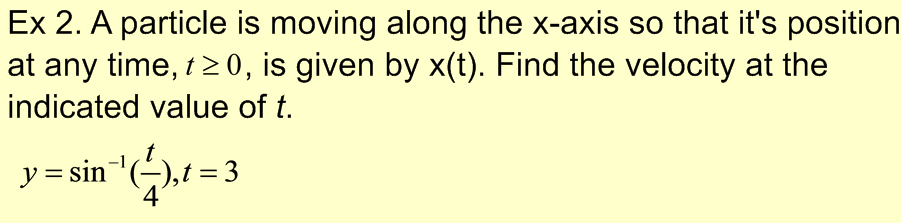 Ex 2. A particle is moving along the x-axis so that it's position
at any time, t ≥ 0, is given by x(t). Find the velocity at the
indicated value of t.
y = sin⁻¹(t/4), t = 3